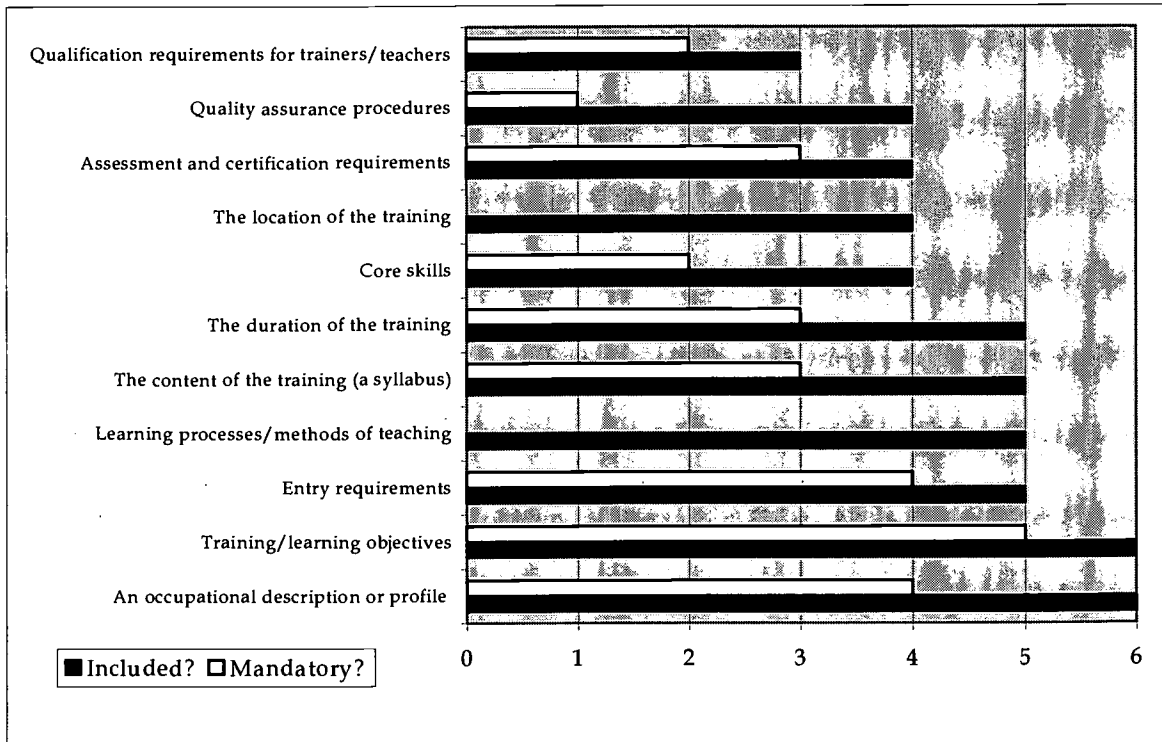 Qualification requirements for trainers/teachers
Quality assurance procedures
Assessment and certification requirements
The location of the training
Core skills
The duration of the training
The content of the training (a syllabus)
Learning processes/methods of teaching
Entry requirements
Training/learning objectives
An occupational description or profile
0 1 2 3 4 5 6
Included? Mandatory?